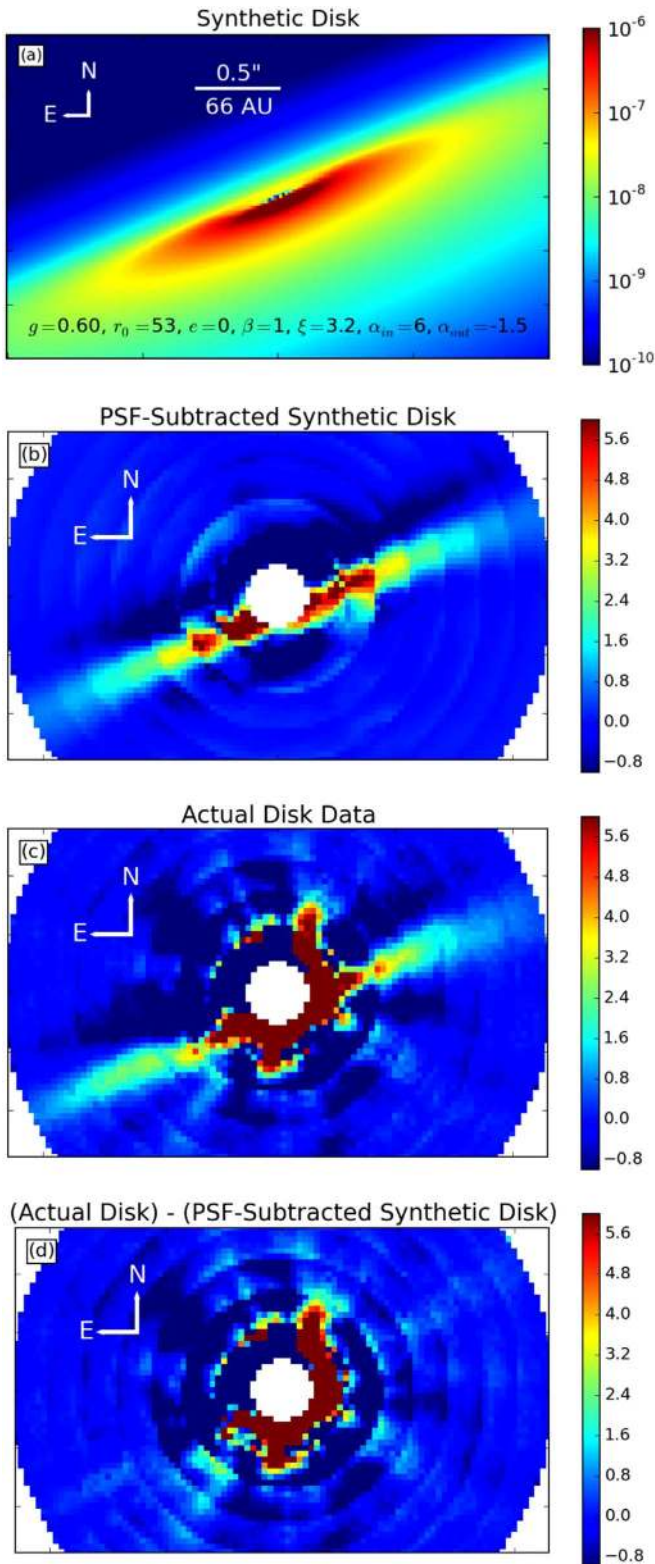 Synthetic Disk
(a)
N
E
0.5"
66 AU
g=0.60, r₀=53, e=0, β=1, ξ=3.2, αᵢₙ=6, αₒᵤₜ=-1.5
10⁻⁶
10⁻⁷
10⁻⁸
10⁻⁹
10⁻¹⁰
PSF-Subtracted Synthetic Disk
(b)
N
E
5.6
4.8
4.0
3.2
2.4
1.6
0.8
0.0
−0.8
Actual Disk Data
(c)
N
E
5.6
4.8
4.0
3.2
2.4
1.6
0.8
0.0
−0.8
(Actual Disk) - (PSF-Subtracted Synthetic Disk)
(d)
N
E
5.6
4.8
4.0
3.2
2.4
1.6
0.8
0.0
−0.8